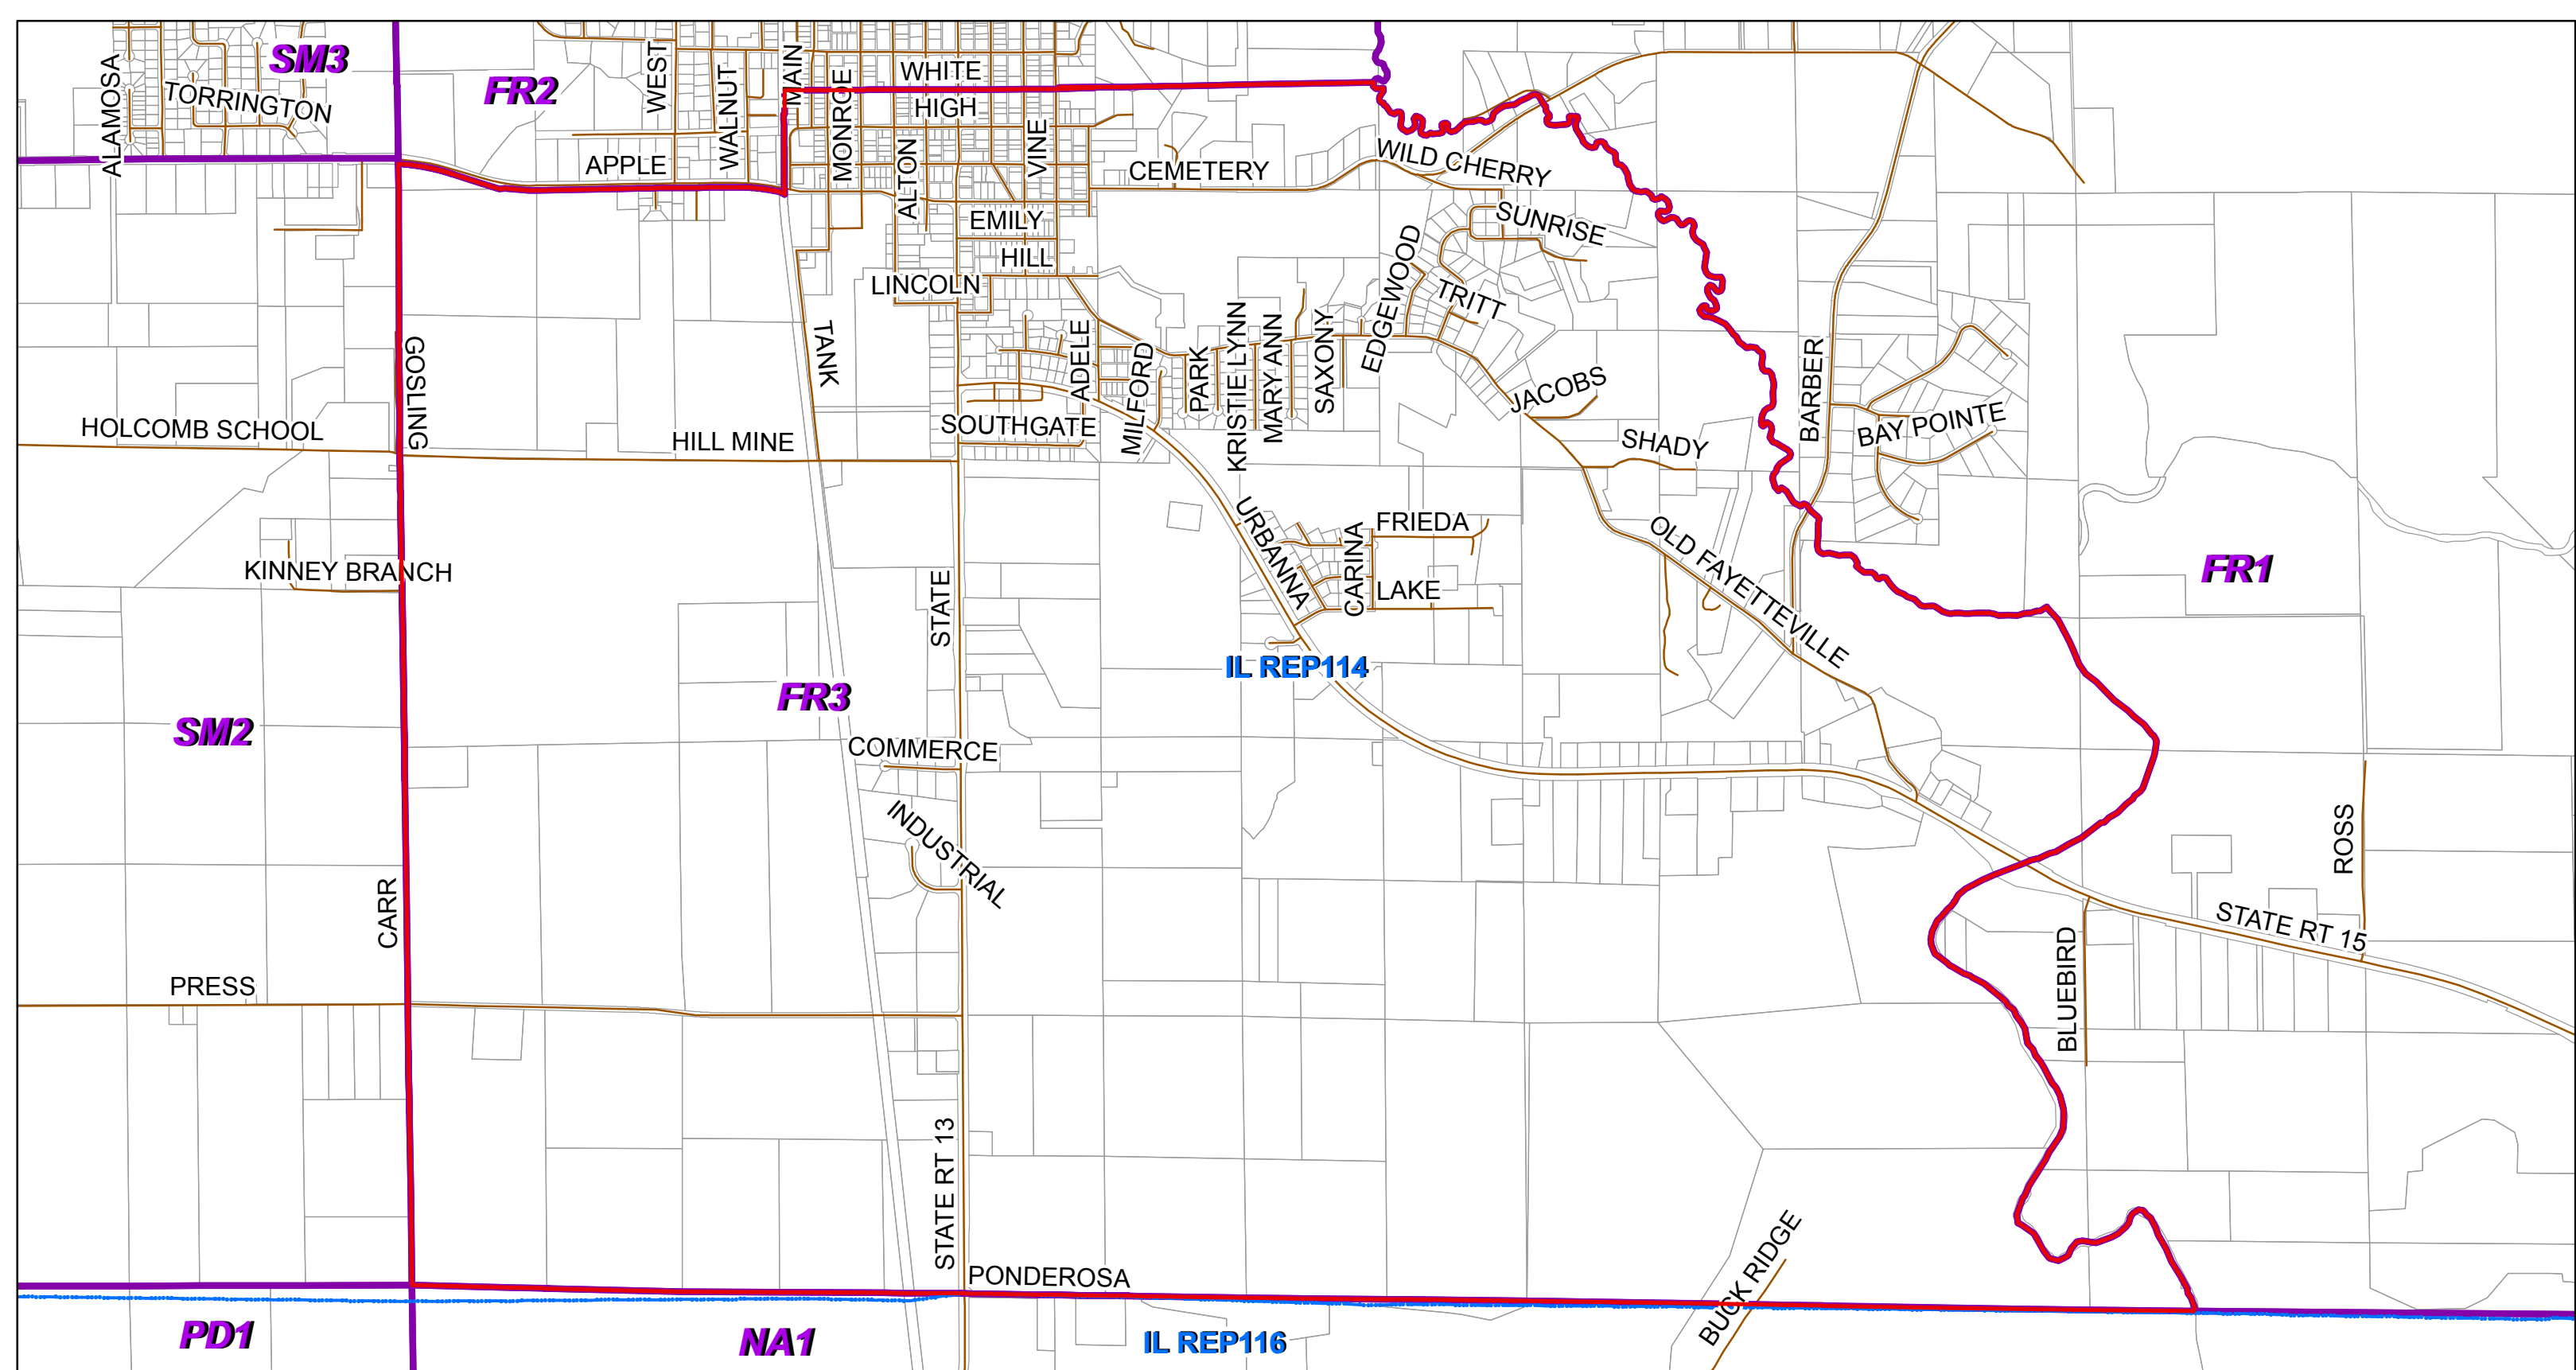 SM3
FR2
ALAMOSA
TORRINGTON
WEST
WALNUT
MAIN
MONROE
WHITE
HIGH
ALTON
VINE
APPLE
CEMETERY
WILD CHERRY
EMILY
SUNRISE
HILL
LINCOLN
EDGEWOOD
TRITT
GOSLING
TANK
ADELE
MILFORD
PARK
KRISTIE LYNN
MARY ANN
SAXONY
JACOBS
BARBER
BAY POINTE
HOLCOMB SCHOOL
HILL MINE
SOUTHGATE
SHADY
URBANNA
CARINA
FRIEDA
OLD FAYETTEVILLE
FR1
KINNEY BRANCH
STATE
LAKE
IL REP114
FR3
SM2
COMMERCE
INDUSTRIAL
ROSS
CARR
STATE RT 15
BLUEBIRD
PRESS
STATE RT 13
PONDEROSA
BUCK RIDGE
PD1
NA1
IL REP116